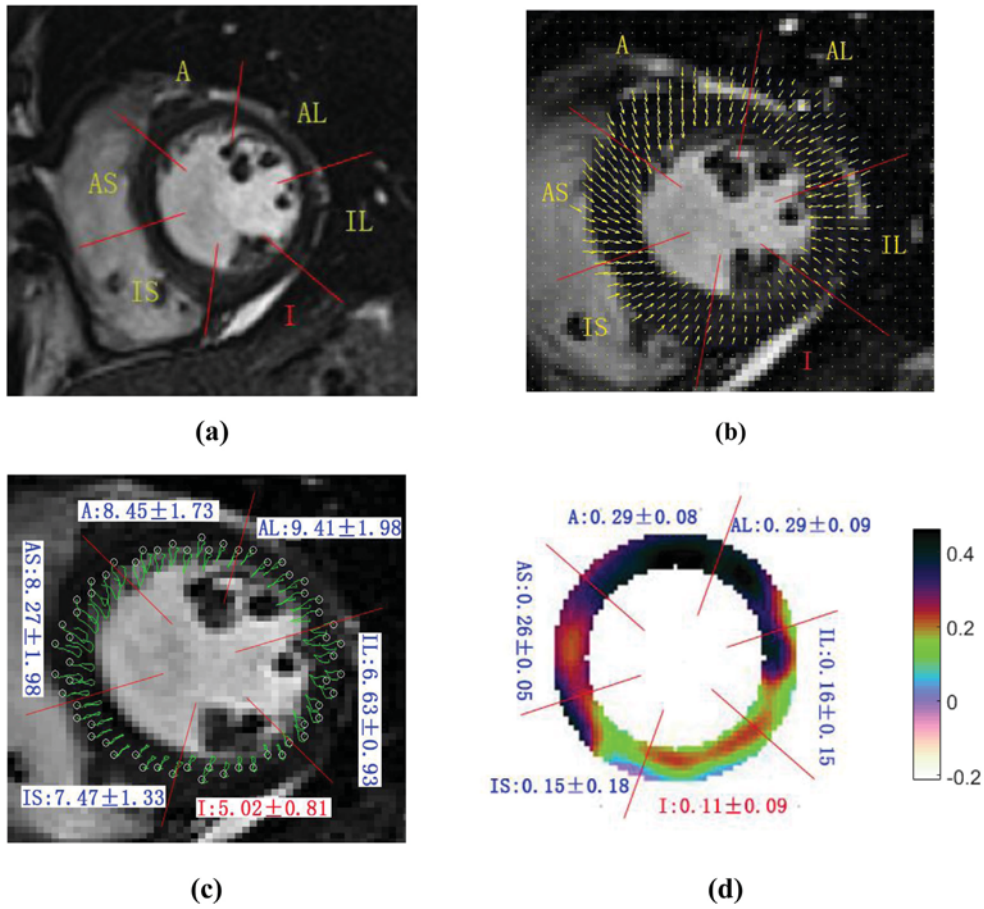 A
AL
AS
IL
IS
I
(a)
A
AL
AS
IL
IS
I
(b)
A:8.45±1.73
AL:9.41±1.98
AS:8.27±1.98
IL:6.63±0.93
IS:7.47±1.33
I:5.02±0.81
(c)
A:0.29±0.08
AL:0.29±0.09
AS:0.26±0.05
IL:0.16±0.15
IS:0.15±0.18
I:0.11±0.09
0.4
0.2
0
-0.2
(d)